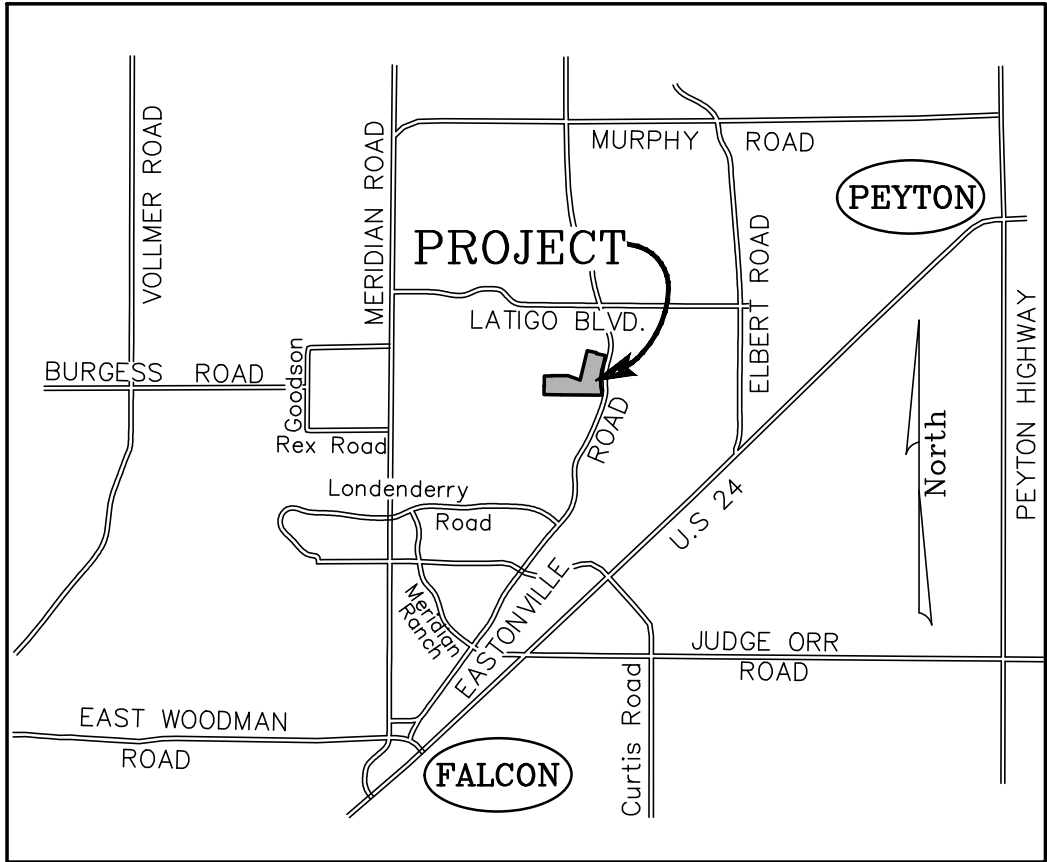 MURPHY ROAD
VOLLMER ROAD
MERIDIAN ROAD
PEYTON
PROJECT
ELBERT ROAD
LATIGO BLVD.
PEYTON HIGHWAY
BURGESS ROAD
Goodson
Rex Road
ROAD
North
Londenderry
Road
U.S 24
EASTONVILLE
Meridian
Ranch
JUDGE ORR
ROAD
Curtis Road
EAST WOODMAN
ROAD
FALCON